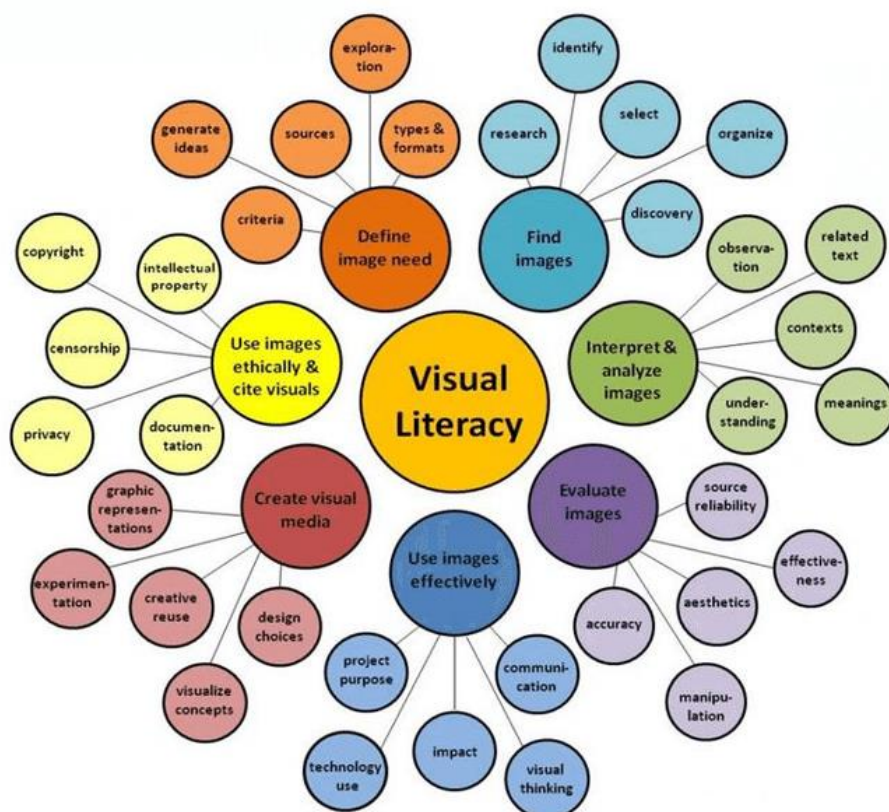 Visual
Literacy
Define
image need
explora-
tion
generate
ideas
sources
types &
formats
criteria
Find
images
identify
research
select
organize
discovery
Interpret &
analyze
images
observa-
tion
related
text
contexts
under-
standing
meanings
Evaluate
images
source
reliability
effective-
ness
aesthetics
accuracy
manipu-
lation
Use images
effectively
project
purpose
communi-
cation
technology
use
impact
visual
thinking
Create visual
media
graphic
represen-
tations
experimen-
tation
creative
reuse
design
choices
visualize
concepts
Use images
ethically &
cite visuals
copyright
intellectual
property
censorship
privacy
documen-
tation